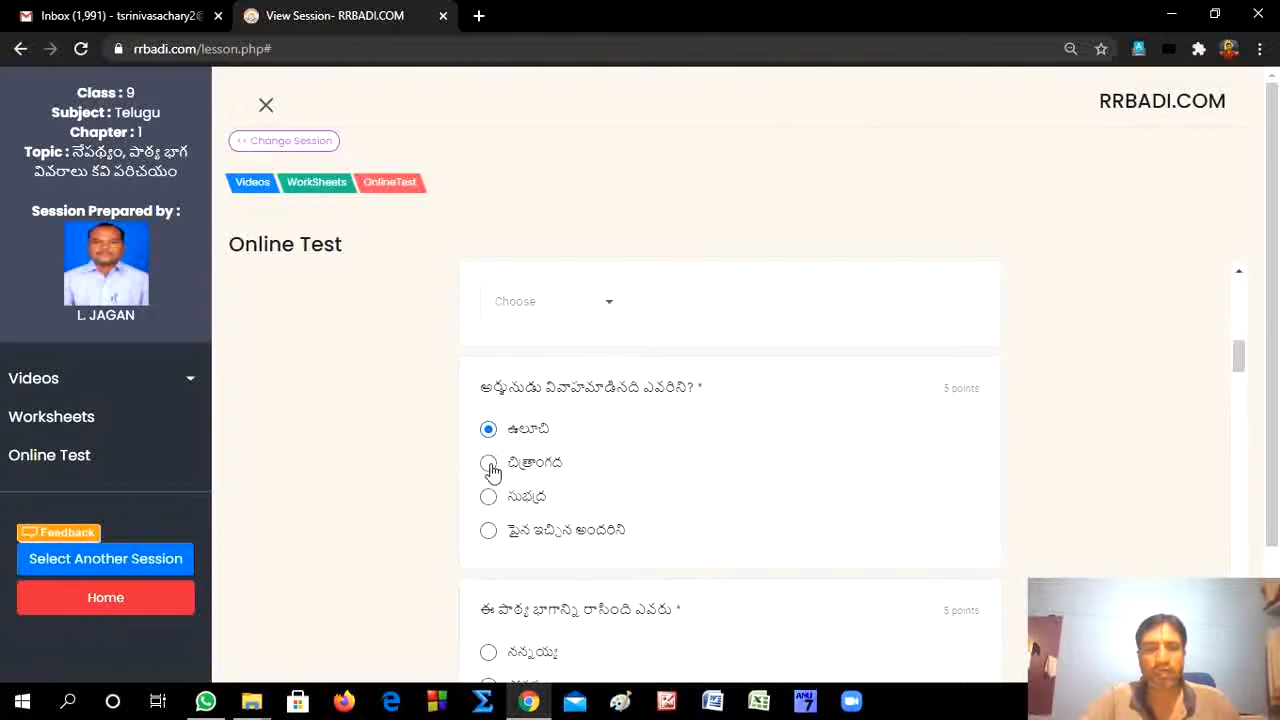 Inbox (1,991) - tsrinivasachary2@
View Session- RRBADI.COM
rrbadi.com/lesson.php#
Class : 9
Subject : Telugu
Chapter : 1
Topic : నేపథ్యం, పాఠ్య భాగ
వివరాలు కవి పరిచయం
Session Prepared by :
L. JAGAN
Videos
Worksheets
Online Test
Feedback
Select Another Session
Home
RRBADI.COM
<< Change Session
Videos
WorkSheets
OnlineTest
Online Test
Choose
అర్జునుడు వివాహమాడినది ఎవరిని? *
5 points
ఉలూచి
చిత్రాంగద
సుభద్ర
పైన ఇచ్చిన అందరిని
ఈ పాఠ్య భాగాన్ని రాసింది ఎవరు *
5 points
నన్నయ్య